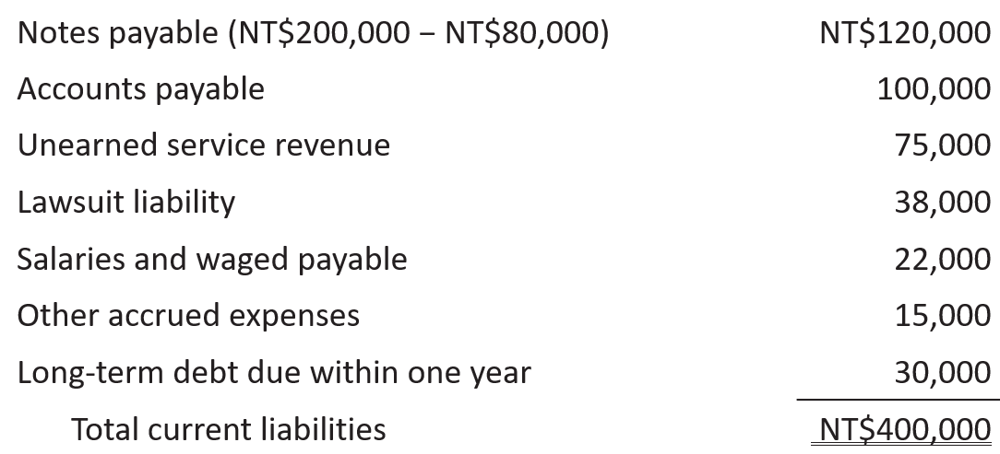 Notes payable (NT$200,000 – NT$80,000) NT$120,000
Accounts payable 100,000
Unearned service revenue 75,000
Lawsuit liability 38,000
Salaries and waged payable 22,000
Other accrued expenses 15,000
Long-term debt due within one year 30,000
Total current liabilities NT$400,000